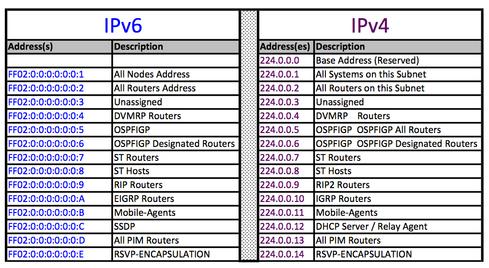 IPv6 IPv4
Address(s) Description Address(es) Description
224.0.0.0 Base Address (Reserved)
FF02:0:0:0:0:0:0:1 All Nodes Address 224.0.0.1 All Systems on this Subnet
FF02:0:0:0:0:0:0:2 All Routers Address 224.0.0.2 All Routers on this Subnet
FF02:0:0:0:0:0:0:3 Unassigned 224.0.0.3 Unassigned
FF02:0:0:0:0:0:0:4 DVMRP Routers 224.0.0.4 DVMRP Routers
FF02:0:0:0:0:0:0:5 OSPFIGP 224.0.0.5 OSPFIGP OSPFIGP All Routers
FF02:0:0:0:0:0:0:6 OSPFIGP Designated Routers 224.0.0.6 OSPFIGP OSPFIGP Designated Routers
FF02:0:0:0:0:0:0:7 ST Routers 224.0.0.7 ST Routers
FF02:0:0:0:0:0:0:8 ST Hosts 224.0.0.8 ST Hosts
FF02:0:0:0:0:0:0:9 RIP Routers 224.0.0.9 RIP2 Routers
FF02:0:0:0:0:0:0:A EIGRP Routers 224.0.0.10 IGRP Routers
FF02:0:0:0:0:0:0:B Mobile-Agents 224.0.0.11 Mobile-Agents
FF02:0:0:0:0:0:0:C SSDP 224.0.0.12 DHCP Server / Relay Agent
FF02:0:0:0:0:0:0:D All PIM Routers 224.0.0.13 All PIM Routers
FF02:0:0:0:0:0:0:E RSVP-ENCAPSULATION 224.0.0.14 RSVP-ENCAPSULATION